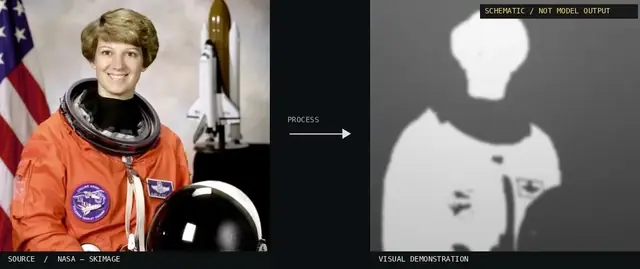 SCHEMATIC / NOT MODEL OUTPUT
PROCESS
SOURCE / NASA — SKIMAGE
VISUAL DEMONSTRATION